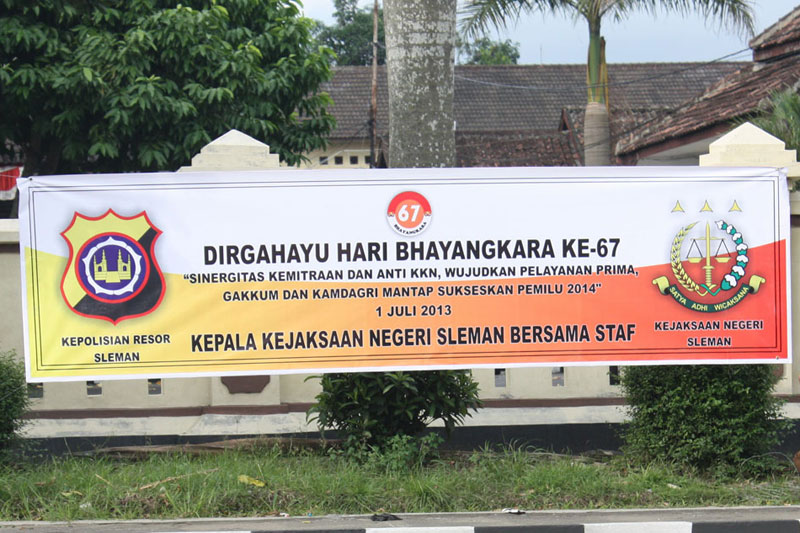 67
BHAYANGKARA
DIRGAHAYU HARI BHAYANGKARA KE-67
"SINERGITAS KEMITRAAN DAN ANTI KKN, WUJUDKAN PELAYANAN PRIMA,
GAKKUM DAN KAMDAGRI MANTAP SUKSESKAN PEMILU 2014"
1 JULI 2013
KEPALA KEJAKSAAN NEGERI SLEMAN BERSAMA STAF
KEPOLISIAN RESOR
SLEMAN
SATYA ADHI WICAKSANA
KEJAKSAAN NEGERI
SLEMAN